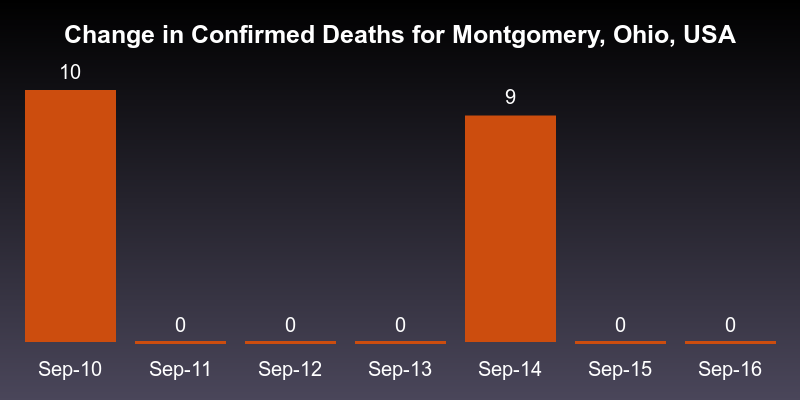 Change in Confirmed Deaths for Montgomery, Ohio, USA
10
9
0
0
0
0
0
Sep-10
Sep-11
Sep-12
Sep-13
Sep-14
Sep-15
Sep-16